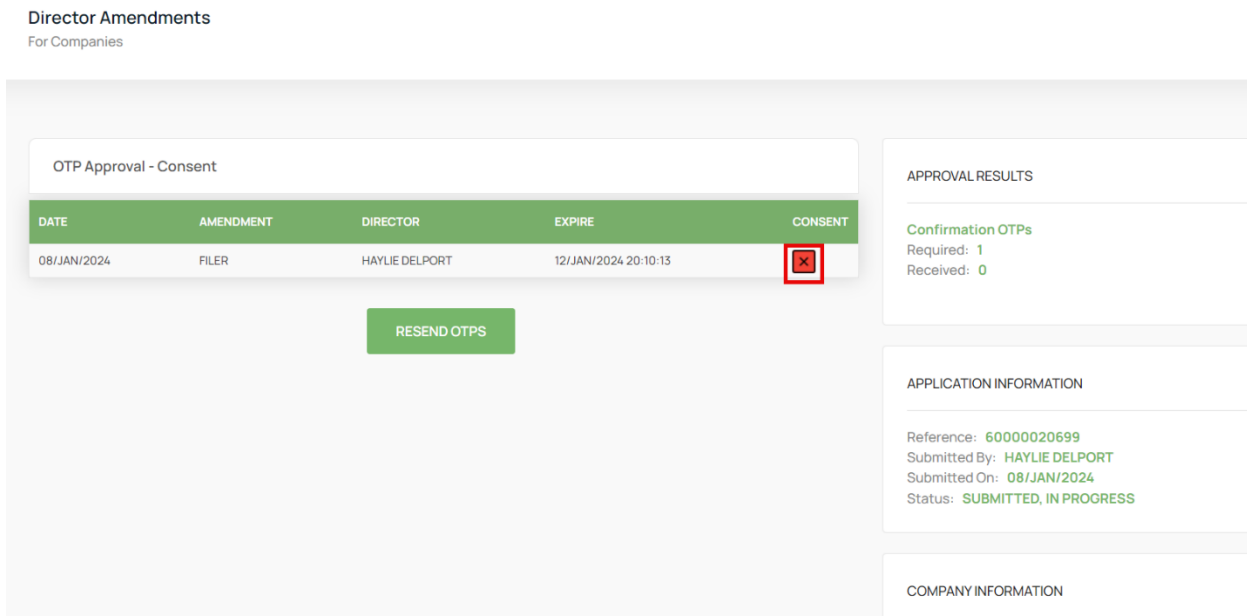 Director Amendments
For Companies
OTP Approval - Consent
DATE AMENDMENT DIRECTOR EXPIRE CONSENT
08/JAN/2024 FILER HAYLIE DELPORT 12/JAN/2024 20:10:13
RESEND OTPS
APPROVAL RESULTS
Confirmation OTPs
Required: 1
Received: 0
APPLICATION INFORMATION
Reference: 60000020699
Submitted By: HAYLIE DELPORT
Submitted On: 08/JAN/2024
Status: SUBMITTED, IN PROGRESS
COMPANY INFORMATION